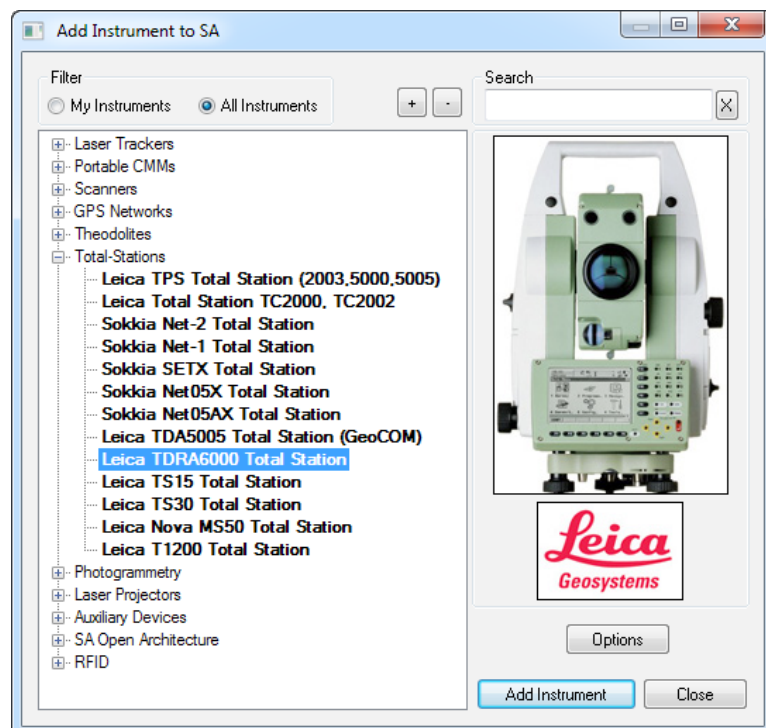 Add Instrument to SA
Filter
My Instruments
All Instruments
+
-
Search
X
Laser Trackers
Portable CMMs
Scanners
GPS Networks
Theodolites
Total-Stations
Leica TPS Total Station (2003,5000,5005)
Leica Total Station TC2000, TC2002
Sokkia Net-2 Total Station
Sokkia Net-1 Total Station
Sokkia SETX Total Station
Sokkia Net05X Total Station
Sokkia Net05AX Total Station
Leica TDA5005 Total Station (GeoCOM)
Leica TDRA6000 Total Station
Leica TS15 Total Station
Leica TS30 Total Station
Leica Nova MS50 Total Station
Leica T1200 Total Station
Photogrammetry
Laser Projectors
Auxiliary Devices
SA Open Architecture
RFID
Leica
Geosystems
Options
Add Instrument
Close